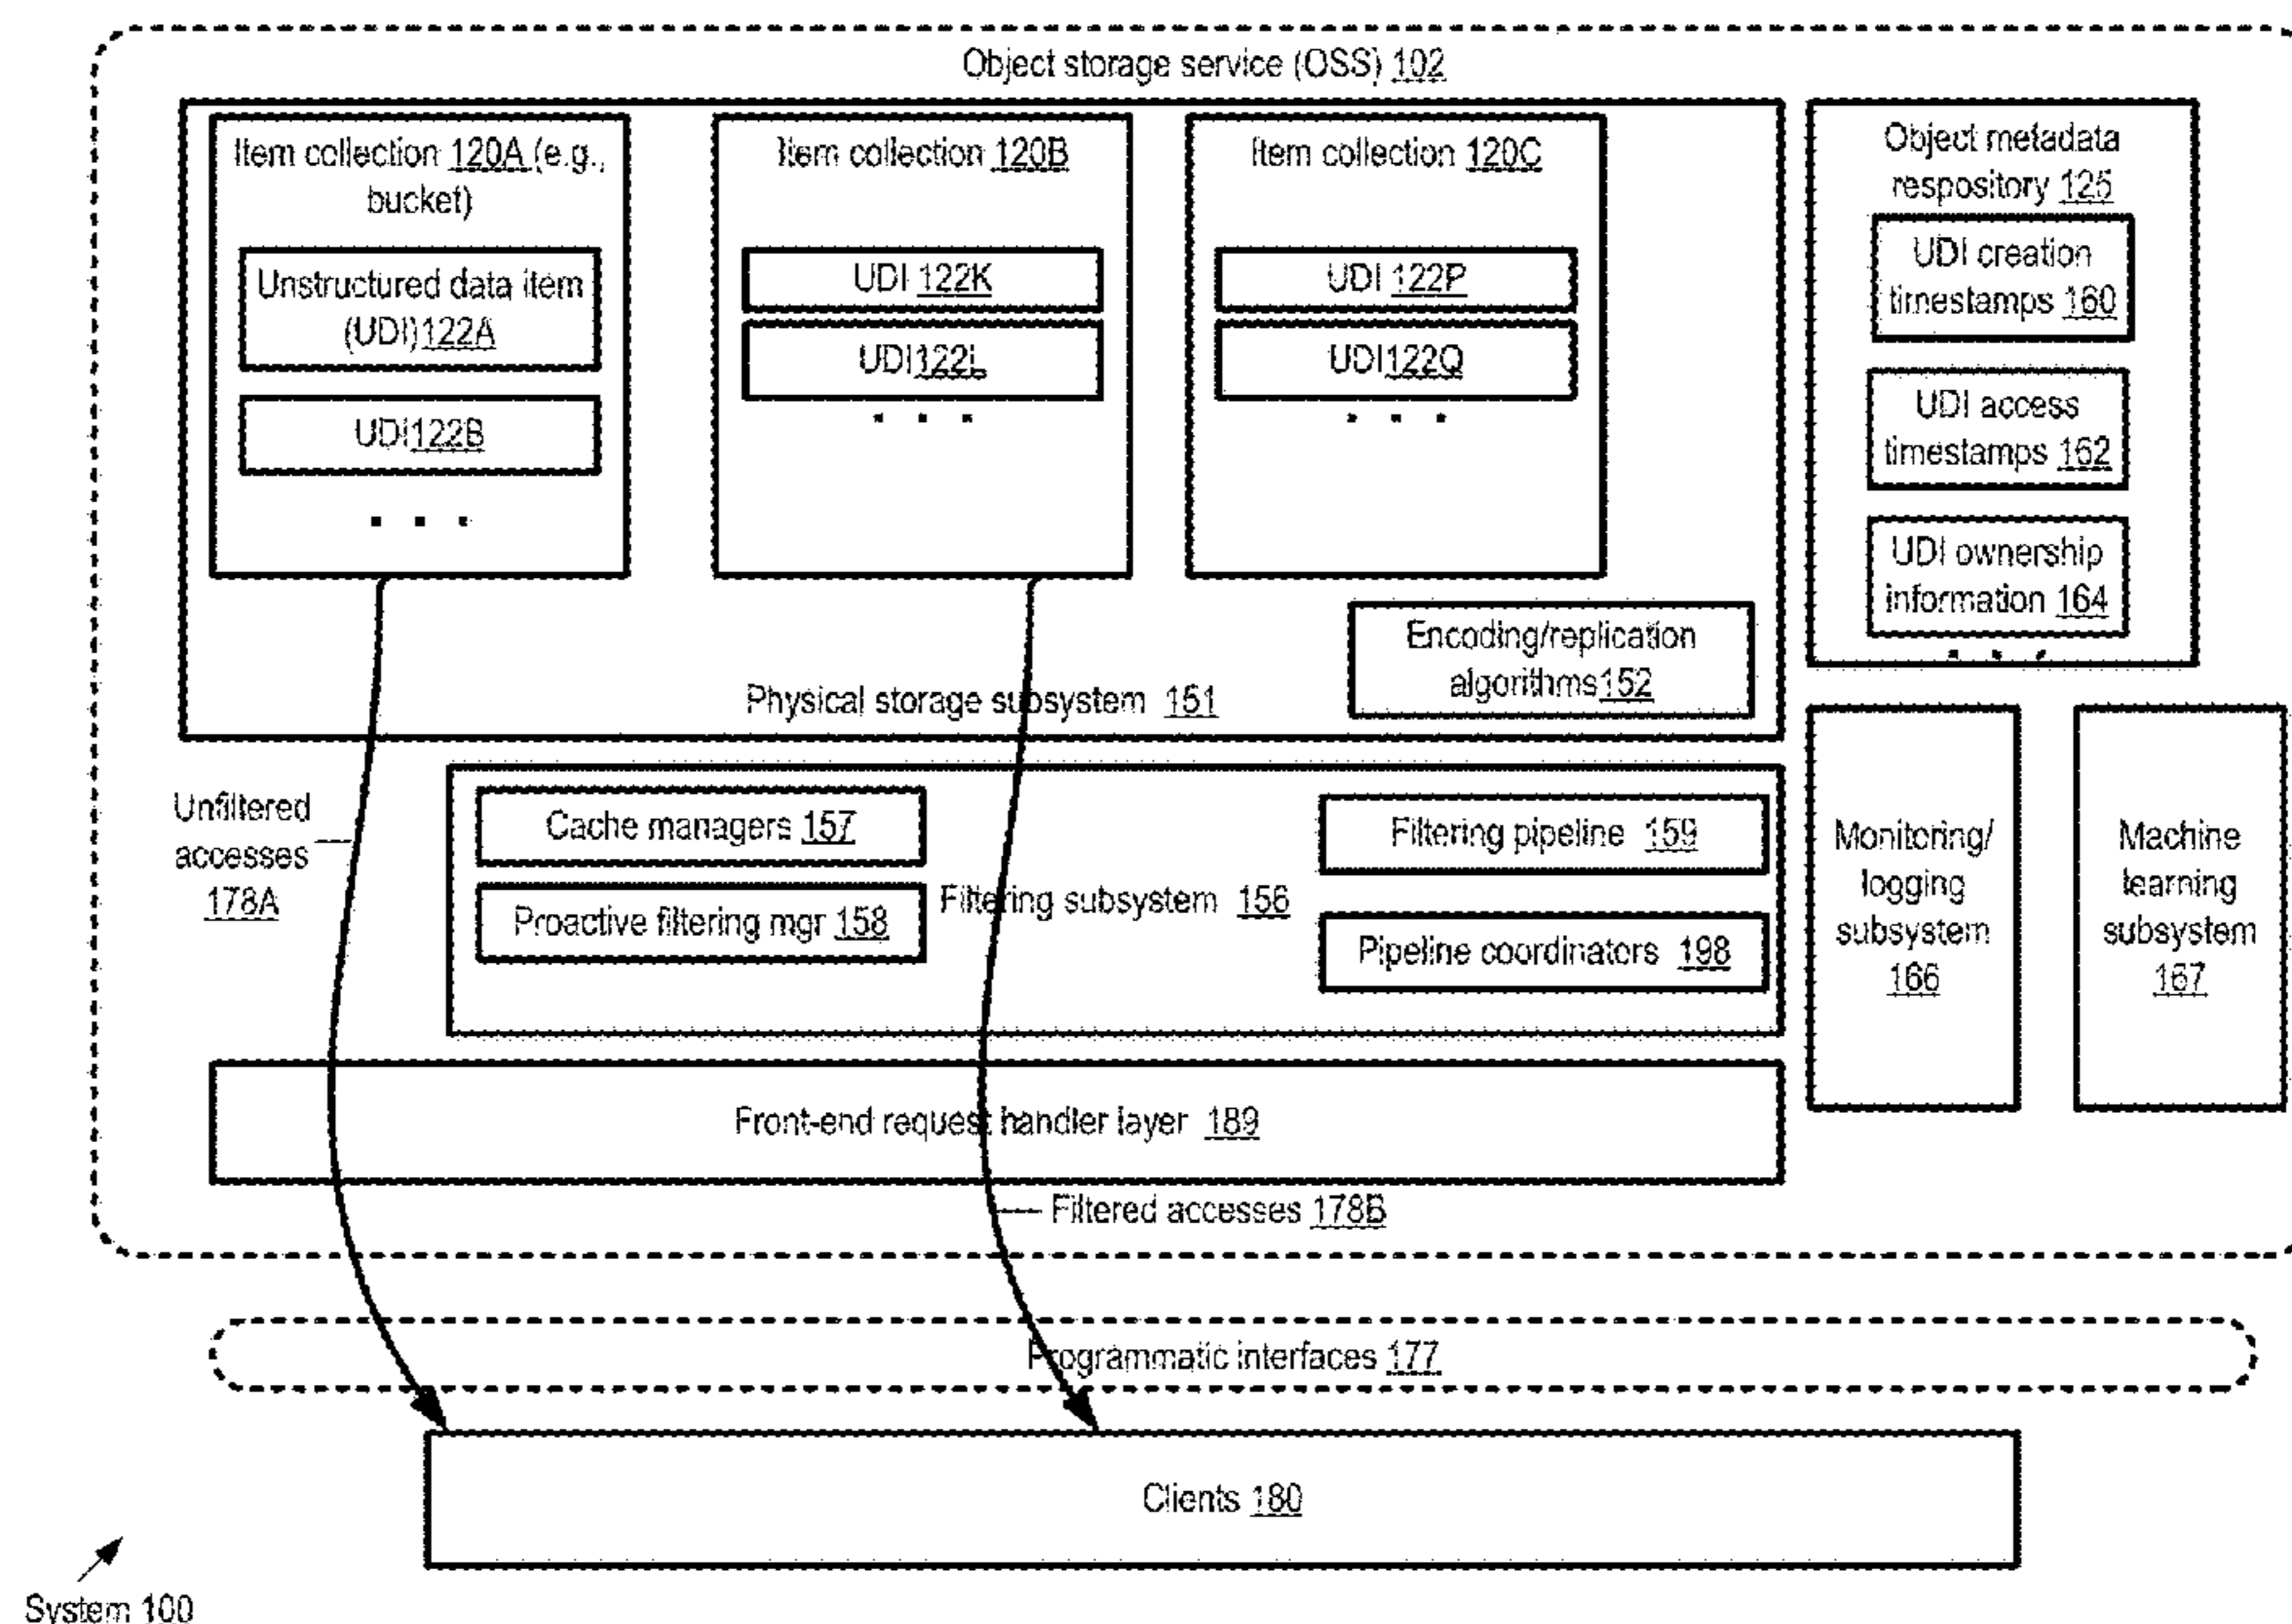 Object storage service (OSS) 102
Item collection 120A (e.g.,
bucket)
Unstructured data item
(UDI)122A
UDI122B
. . .
Item collection 120B
UDI 122K
UDI122L
. . .
Item collection 120C
UDI 122P
UDI122Q
. . .
Encoding/replication
algorithms152
Physical storage subsystem 151
Object metadata
respository 125
UDI creation
timestamps 160
UDI access
timestamps 162
UDI ownership
information 164
. . .
Unfiltered
accesses
178A
Cache managers 157
Proactive filtering mgr 158
Filtering subsystem 156
Filtering pipeline 159
Pipeline coordinators 198
Monitoring/
logging
subsystem
166
Machine
learning
subsystem
167
Front-end request handler layer 189
Filtered accesses 178B
Programmatic interfaces 177
Clients 180
System 100